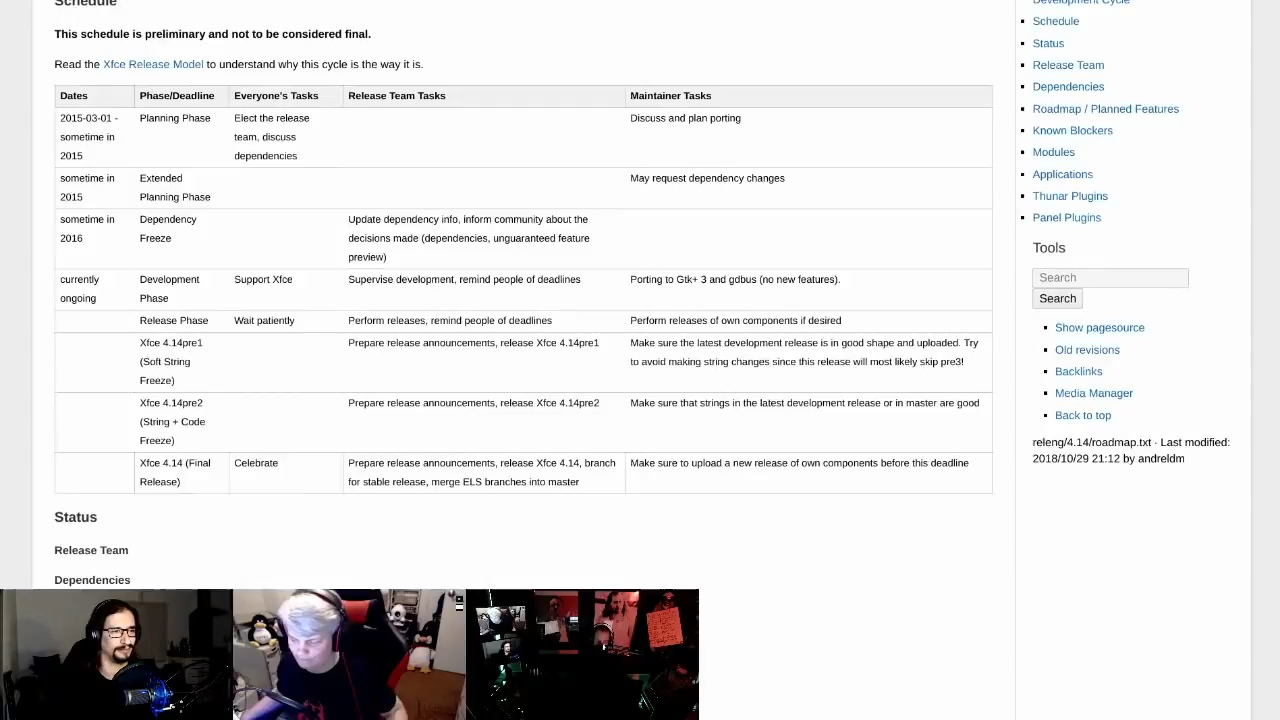 Schedule
This schedule is preliminary and not to be considered final.
Read the Xfce Release Model to understand why this cycle is the way it is.
Dates Phase/Deadline Everyone's Tasks Release Team Tasks Maintainer Tasks
2015-03-01 - Planning Phase Elect the release Discuss and plan porting
sometime in team, discuss
2015 dependencies
sometime in Extended May request dependency changes
2015 Planning Phase
sometime in Dependency Update dependency info, inform community about the
2016 Freeze decisions made (dependencies, unguaranteed feature
preview)
currently Development Support Xfce Supervise development, remind people of deadlines Porting to Gtk+ 3 and gdbus (no new features).
ongoing Phase
Release Phase Wait patiently Perform releases, remind people of deadlines Perform releases of own components if desired
Xfce 4.14pre1 Prepare release announcements, release Xfce 4.14pre1 Make sure the latest development release is in good shape and uploaded. Try
(Soft String to avoid making string changes since this release will most likely skip pre3!
Freeze)
Xfce 4.14pre2 Prepare release announcements, release Xfce 4.14pre2 Make sure that strings in the latest development release or in master are good
(String + Code
Freeze)
Xfce 4.14 (Final Celebrate Prepare release announcements, release Xfce 4.14, branch Make sure to upload a new release of own components before this deadline
Release) for stable release, merge ELS branches into master
Status
Release Team
Dependencies
Development Cycle
Schedule
Status
Release Team
Dependencies
Roadmap / Planned Features
Known Blockers
Modules
Applications
Thunar Plugins
Panel Plugins
Tools
Search
Search
Show pagesource
Old revisions
Backlinks
Media Manager
Back to top
releng/4.14/roadmap.txt · Last modified:
2018/10/29 21:12 by andreldm